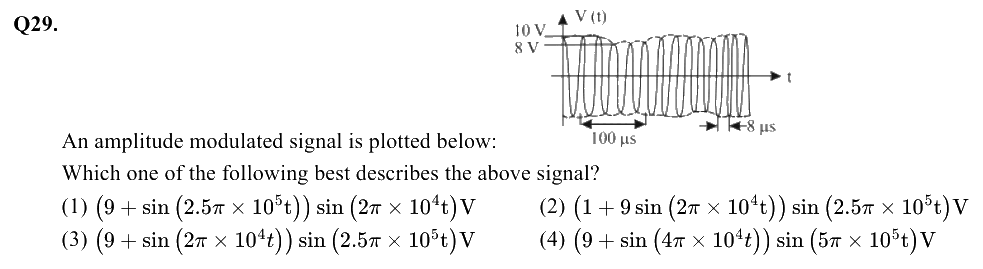 Q29.
V (t)
10 V
8 V
t
100 μs
8 μs
An amplitude modulated signal is plotted below:
Which one of the following best describes the above signal?
(1) (9 + sin (2.5π × 10⁵t)) sin (2π × 10⁴t)V (2) (1 + 9 sin (2π × 10⁴t)) sin (2.5π × 10⁵t)V
(3) (9 + sin (2π × 10⁴t)) sin (2.5π × 10⁵t)V (4) (9 + sin (4π × 10⁴t)) sin (5π × 10⁵t)V